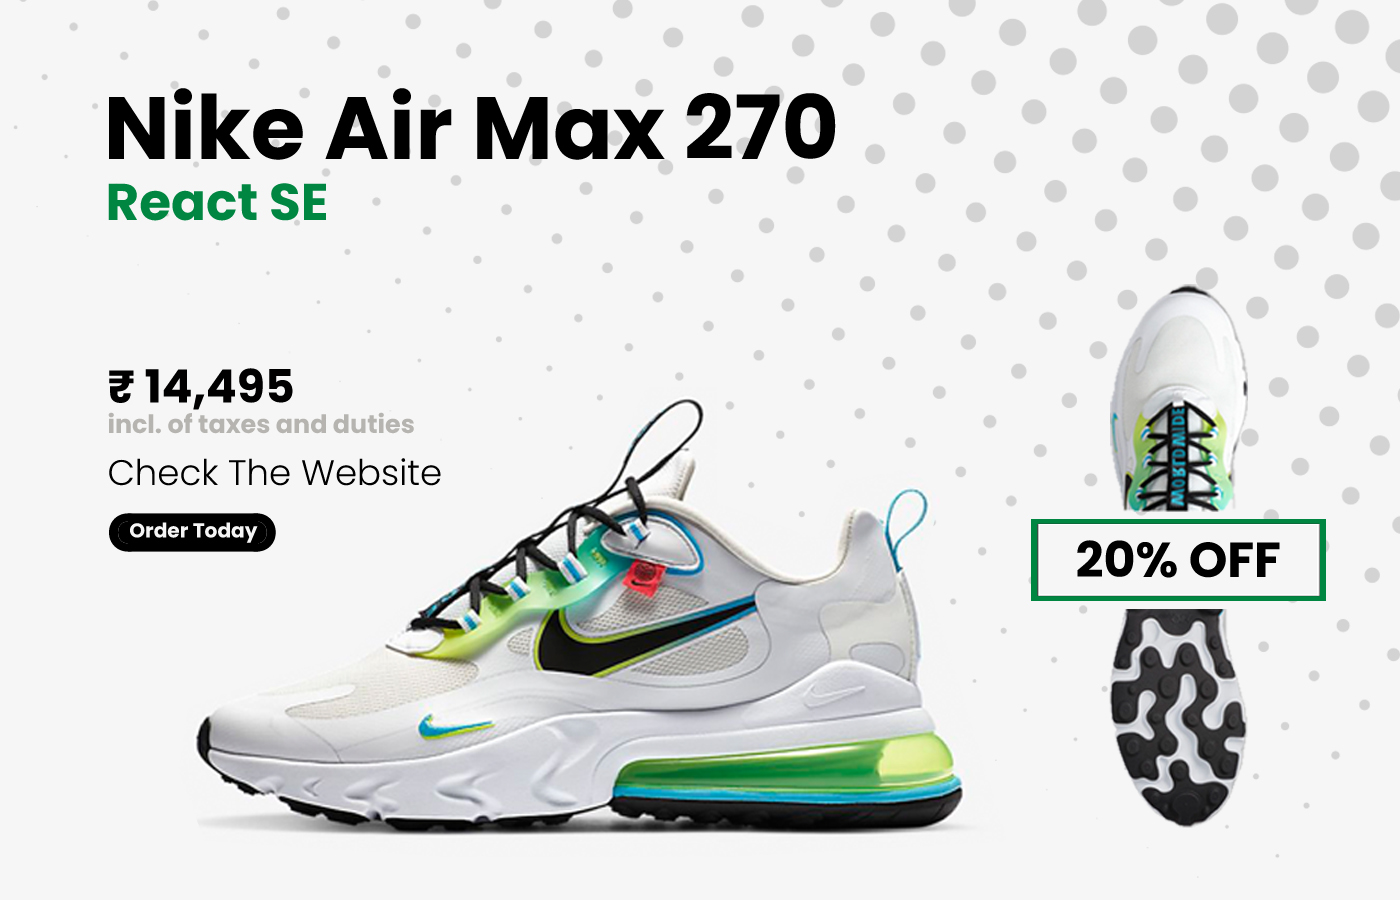 Nike Air Max 270
React SE
₹ 14,495
incl. of taxes and duties
Check The Website
Order Today
WORLDWIDE
20% OFF